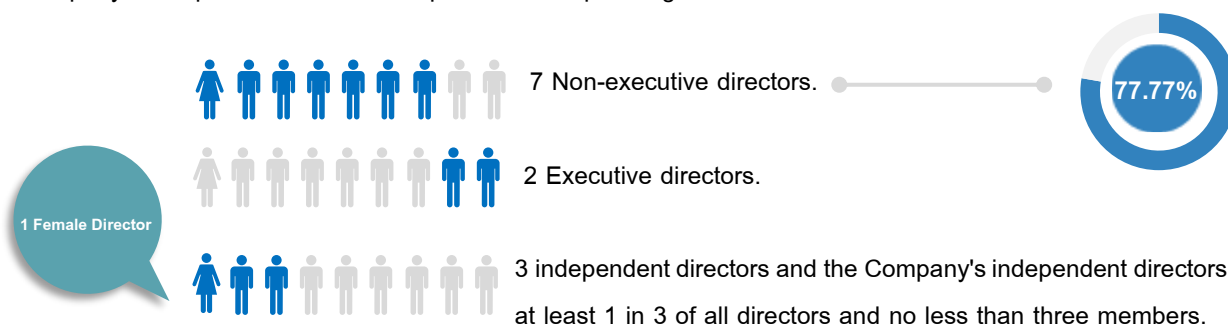 7 Non-executive directors.
77.77%
2 Executive directors.
1 Female Director
3 independent directors and the Company's independent directors
at least 1 in 3 of all directors and no less than three members.